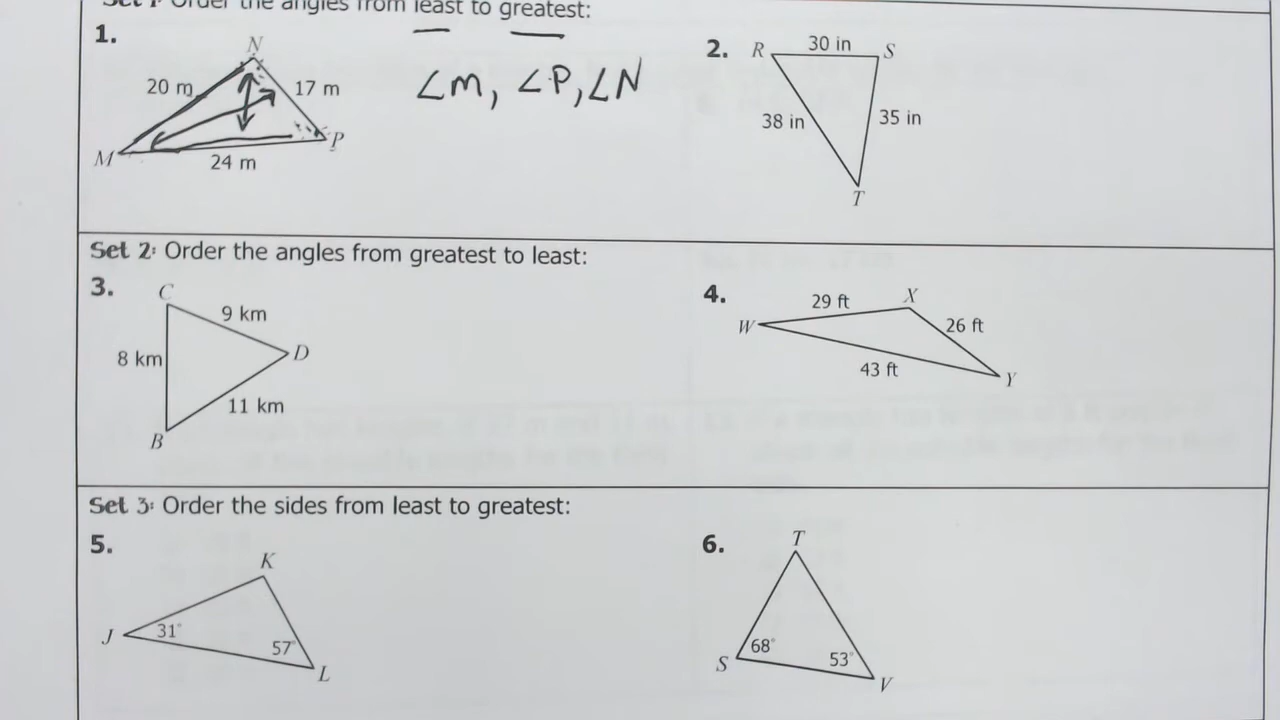 Set 1: Order the angles from least to greatest:
1.
N
20 m
17 m
M
P
24 m
∠M, ∠P, ∠N
2.
R
30 in
S
38 in
35 in
T
Set 2: Order the angles from greatest to least:
3.
C
9 km
8 km
D
11 km
B
4.
29 ft
X
W
26 ft
43 ft
Y
Set 3: Order the sides from least to greatest:
5.
K
J
31°
57°
L
6.
T
68°
S
53°
V